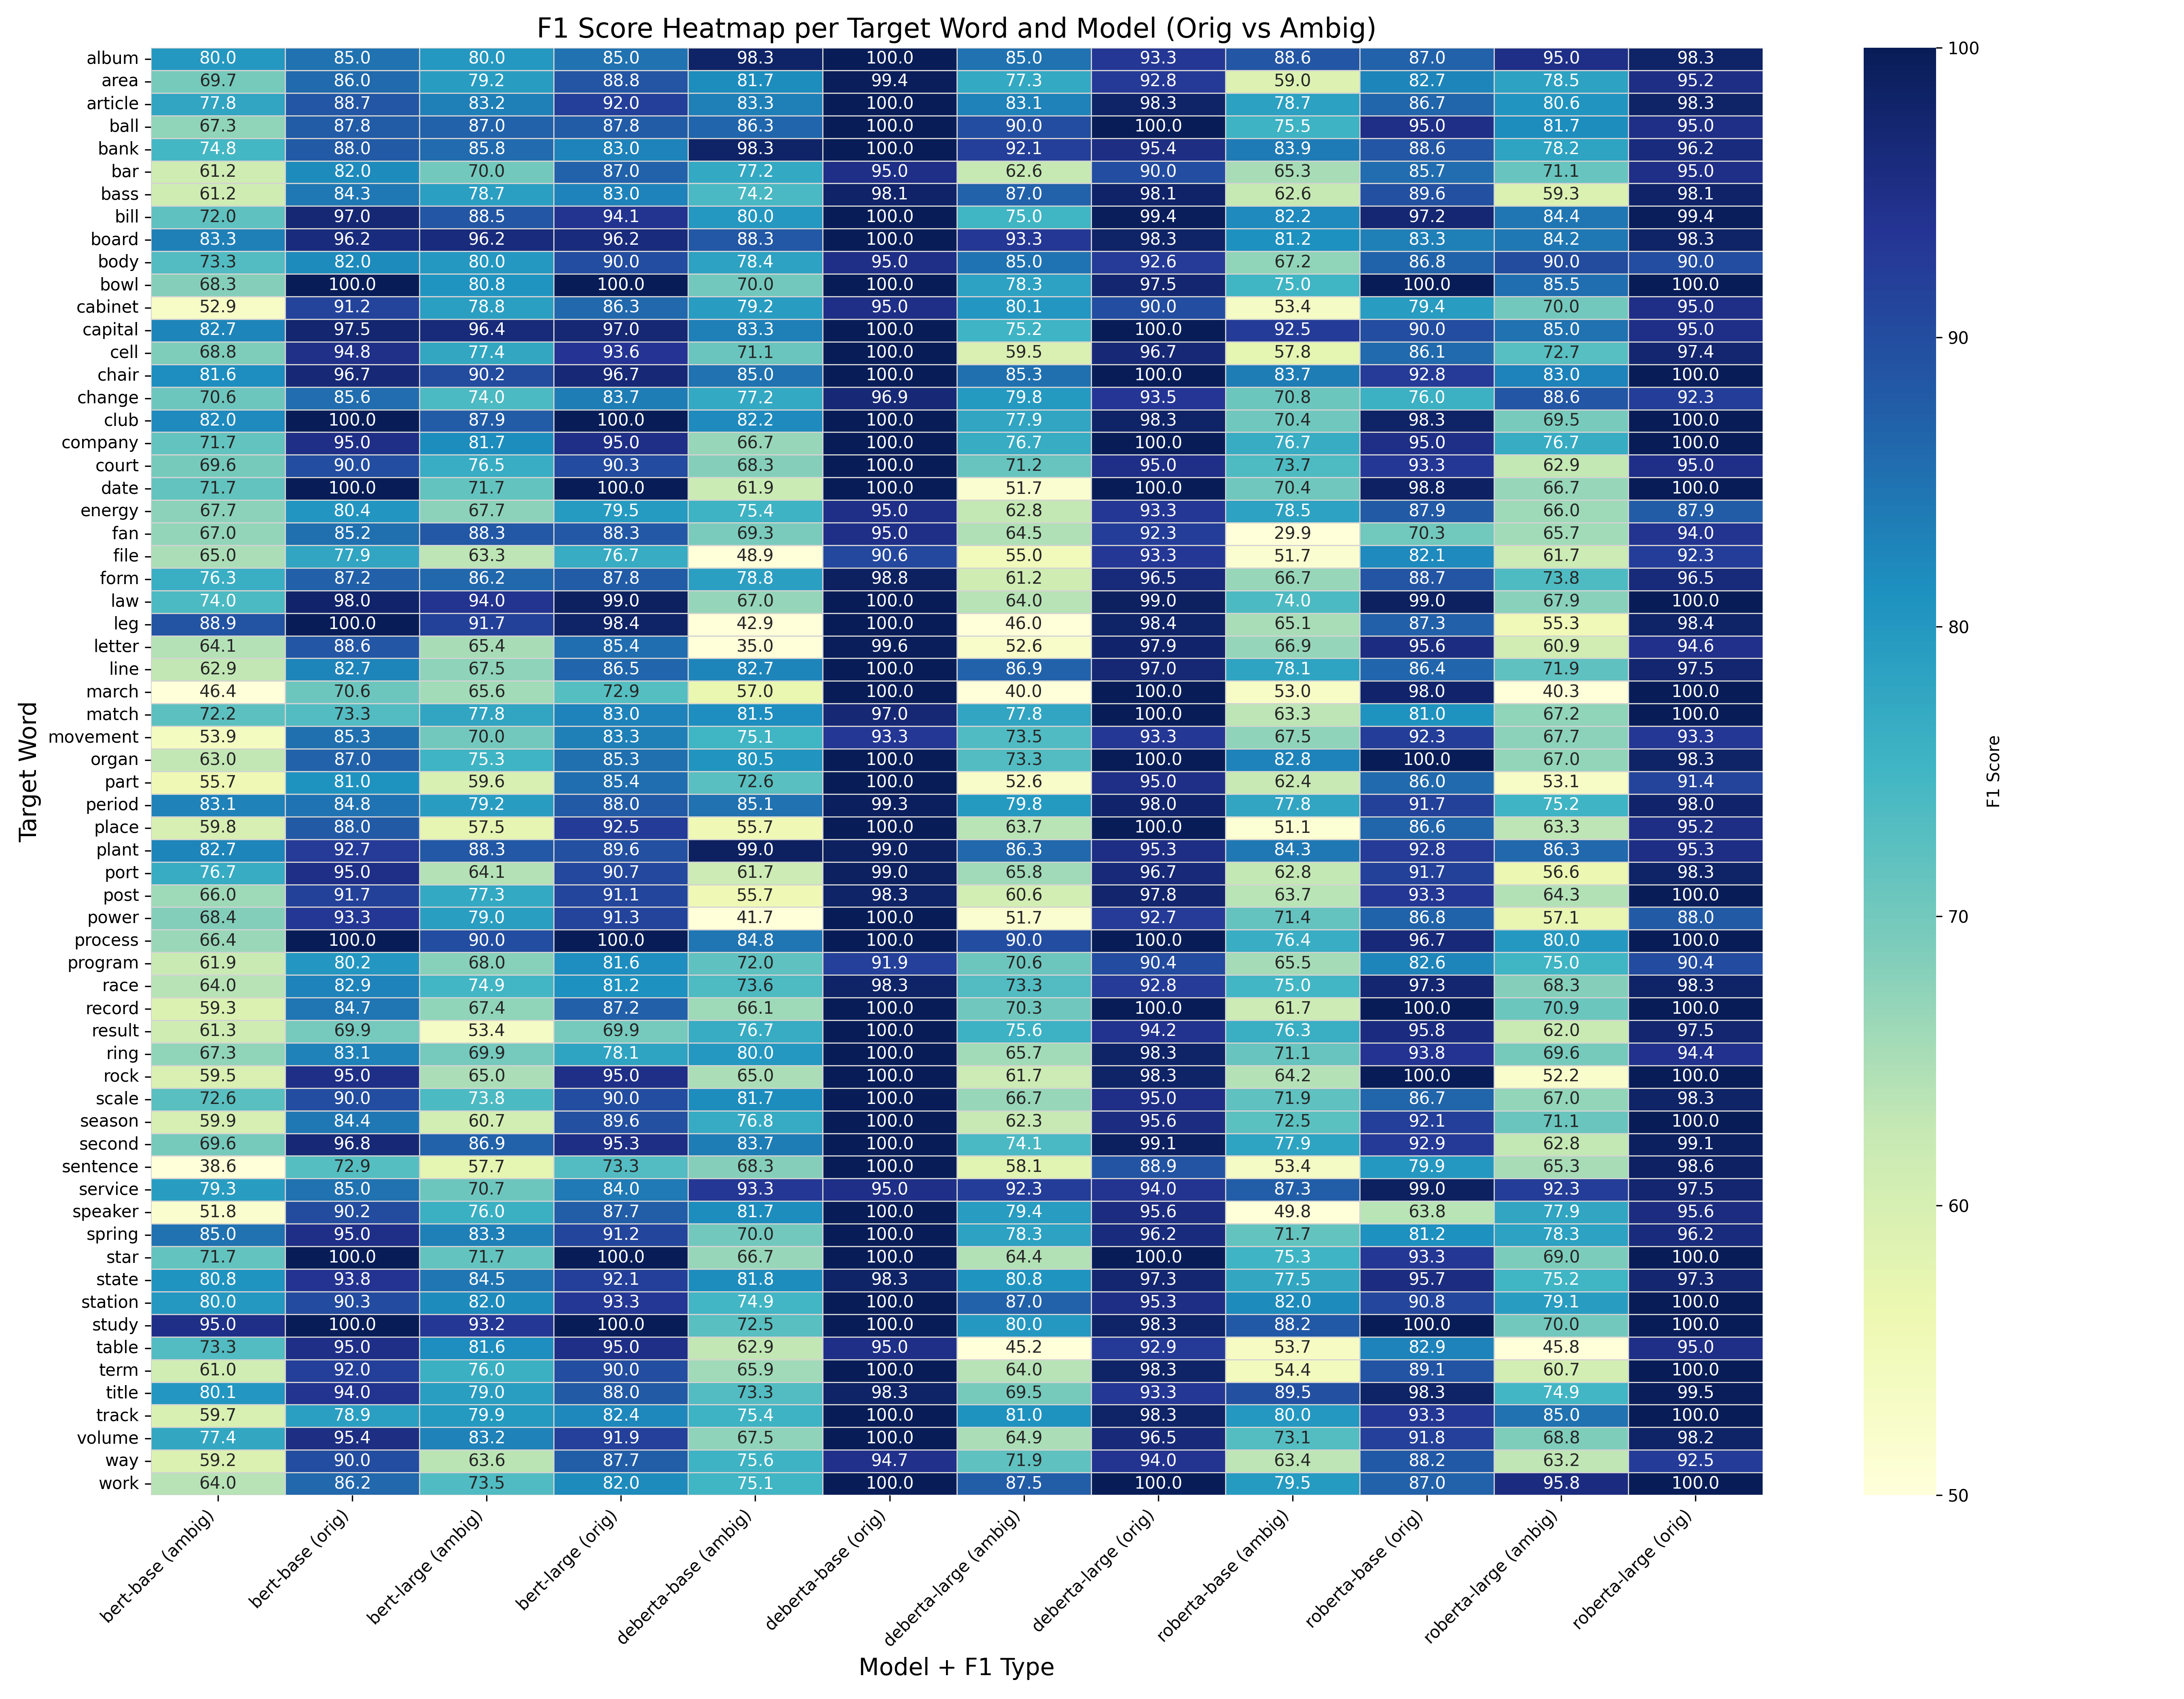 F1 Score Heatmap per Target Word and Model (Orig vs Ambig)
album 80.0 85.0 80.0 85.0 98.3 100.0 85.0 93.3 88.6 87.0 95.0 98.3
area 69.7 86.0 79.2 88.8 81.7 99.4 77.3 92.8 59.0 82.7 78.5 95.2
article 77.8 88.7 83.2 92.0 83.3 100.0 83.1 98.3 78.7 86.7 80.6 98.3
ball 67.3 87.8 87.0 87.8 86.3 100.0 90.0 100.0 75.5 95.0 81.7 95.0
bank 74.8 88.0 85.8 83.0 98.3 100.0 92.1 95.4 83.9 88.6 78.2 96.2
bar 61.2 82.0 70.0 87.0 77.2 95.0 62.6 90.0 65.3 85.7 71.1 95.0
bass 61.2 84.3 78.7 83.0 74.2 98.1 87.0 98.1 62.6 89.6 59.3 98.1
bill 72.0 97.0 88.5 94.1 80.0 100.0 75.0 99.4 82.2 97.2 84.4 99.4
board 83.3 96.2 96.2 96.2 88.3 100.0 93.3 98.3 81.2 83.3 84.2 98.3
body 73.3 82.0 80.0 90.0 78.4 95.0 85.0 92.6 67.2 86.8 90.0 90.0
bowl 68.3 100.0 80.8 100.0 70.0 100.0 78.3 97.5 75.0 100.0 85.5 100.0
cabinet 52.9 91.2 78.8 86.3 79.2 95.0 80.1 90.0 53.4 79.4 70.0 95.0
capital 82.7 97.5 96.4 97.0 83.3 100.0 75.2 100.0 92.5 90.0 85.0 95.0
cell 68.8 94.8 77.4 93.6 71.1 100.0 59.5 96.7 57.8 86.1 72.7 97.4
chair 81.6 96.7 90.2 96.7 85.0 100.0 85.3 100.0 83.7 92.8 83.0 100.0
change 70.6 85.6 74.0 83.7 77.2 96.9 79.8 93.5 70.8 76.0 88.6 92.3
club 82.0 100.0 87.9 100.0 82.2 100.0 77.9 98.3 70.4 98.3 69.5 100.0
company 71.7 95.0 81.7 95.0 66.7 100.0 76.7 100.0 76.7 95.0 76.7 100.0
court 69.6 90.0 76.5 90.3 68.3 100.0 71.2 95.0 73.7 93.3 62.9 95.0
date 71.7 100.0 71.7 100.0 61.9 100.0 51.7 100.0 70.4 98.8 66.7 100.0
energy 67.7 80.4 67.7 79.5 75.4 95.0 62.8 93.3 78.5 87.9 66.0 87.9
fan 67.0 85.2 88.3 88.3 69.3 95.0 64.5 92.3 29.9 70.3 65.7 94.0
file 65.0 77.9 63.3 76.7 48.9 90.6 55.0 93.3 51.7 82.1 61.7 92.3
form 76.3 87.2 86.2 87.8 78.8 98.8 61.2 96.5 66.7 88.7 73.8 96.5
law 74.0 98.0 94.0 99.0 67.0 100.0 64.0 99.0 74.0 99.0 67.9 100.0
leg 88.9 100.0 91.7 98.4 42.9 100.0 46.0 98.4 65.1 87.3 55.3 98.4
letter 64.1 88.6 65.4 85.4 35.0 99.6 52.6 97.9 66.9 95.6 60.9 94.6
line 62.9 82.7 67.5 86.5 82.7 100.0 86.9 97.0 78.1 86.4 71.9 97.5
march 46.4 70.6 65.6 72.9 57.0 100.0 40.0 100.0 53.0 98.0 40.3 100.0
match 72.2 73.3 77.8 83.0 81.5 97.0 77.8 100.0 63.3 81.0 67.2 100.0
movement 53.9 85.3 70.0 83.3 75.1 93.3 73.5 93.3 67.5 92.3 67.7 93.3
organ 63.0 87.0 75.3 85.3 80.5 100.0 73.3 100.0 82.8 100.0 67.0 98.3
part 55.7 81.0 59.6 85.4 72.6 100.0 52.6 95.0 62.4 86.0 53.1 91.4
period 83.1 84.8 79.2 88.0 85.1 99.3 79.8 98.0 77.8 91.7 75.2 98.0
place 59.8 88.0 57.5 92.5 55.7 100.0 63.7 100.0 51.1 86.6 63.3 95.2
plant 82.7 92.7 88.3 89.6 99.0 99.0 86.3 95.3 84.3 92.8 86.3 95.3
port 76.7 95.0 64.1 90.7 61.7 99.0 65.8 96.7 62.8 91.7 56.6 98.3
post 66.0 91.7 77.3 91.1 55.7 98.3 60.6 97.8 63.7 93.3 64.3 100.0
power 68.4 93.3 79.0 91.3 41.7 100.0 51.7 92.7 71.4 86.8 57.1 88.0
process 66.4 100.0 90.0 100.0 84.8 100.0 90.0 100.0 76.4 96.7 80.0 100.0
program 61.9 80.2 68.0 81.6 72.0 91.9 70.6 90.4 65.5 82.6 75.0 90.4
race 64.0 82.9 74.9 81.2 73.6 98.3 73.3 92.8 75.0 97.3 68.3 98.3
record 59.3 84.7 67.4 87.2 66.1 100.0 70.3 100.0 61.7 100.0 70.9 100.0
result 61.3 69.9 53.4 69.9 76.7 100.0 75.6 94.2 76.3 95.8 62.0 97.5
ring 67.3 83.1 69.9 78.1 80.0 100.0 65.7 98.3 71.1 93.8 69.6 94.4
rock 59.5 95.0 65.0 95.0 65.0 100.0 61.7 98.3 64.2 100.0 52.2 100.0
scale 72.6 90.0 73.8 90.0 81.7 100.0 66.7 95.0 71.9 86.7 67.0 98.3
season 59.9 84.4 60.7 89.6 76.8 100.0 62.3 95.6 72.5 92.1 71.1 100.0
second 69.6 96.8 86.9 95.3 83.7 100.0 74.1 99.1 77.9 92.9 62.8 99.1
sentence 38.6 72.9 57.7 73.3 68.3 100.0 58.1 88.9 53.4 79.9 65.3 98.6
service 79.3 85.0 70.7 84.0 93.3 95.0 92.3 94.0 87.3 99.0 92.3 97.5
speaker 51.8 90.2 76.0 87.7 81.7 100.0 79.4 95.6 49.8 63.8 77.9 95.6
spring 85.0 95.0 83.3 91.2 70.0 100.0 78.3 96.2 71.7 81.2 78.3 96.2
star 71.7 100.0 71.7 100.0 66.7 100.0 64.4 100.0 75.3 93.3 69.0 100.0
state 80.8 93.8 84.5 92.1 81.8 98.3 80.8 97.3 77.5 95.7 75.2 97.3
station 80.0 90.3 82.0 93.3 74.9 100.0 87.0 95.3 82.0 90.8 79.1 100.0
study 95.0 100.0 93.2 100.0 72.5 100.0 80.0 98.3 88.2 100.0 70.0 100.0
table 73.3 95.0 81.6 95.0 62.9 95.0 45.2 92.9 53.7 82.9 45.8 95.0
term 61.0 92.0 76.0 90.0 65.9 100.0 64.0 98.3 54.4 89.1 60.7 100.0
title 80.1 94.0 79.0 88.0 73.3 98.3 69.5 93.3 89.5 98.3 74.9 99.5
track 59.7 78.9 79.9 82.4 75.4 100.0 81.0 98.3 80.0 93.3 85.0 100.0
volume 77.4 95.4 83.2 91.9 67.5 100.0 64.9 96.5 73.1 91.8 68.8 98.2
way 59.2 90.0 63.6 87.7 75.6 94.7 71.9 94.0 63.4 88.2 63.2 92.5
work 64.0 86.2 73.5 82.0 75.1 100.0 87.5 100.0 79.5 87.0 95.8 100.0
Target Word
bert-base (ambig)
bert-base (orig)
bert-large (ambig)
bert-large (orig)
deberta-base (ambig)
deberta-base (orig)
deberta-large (ambig)
deberta-large (orig)
roberta-base (ambig)
roberta-base (orig)
roberta-large (ambig)
roberta-large (orig)
Model + F1 Type
100
90
80
70
60
50
F1 Score